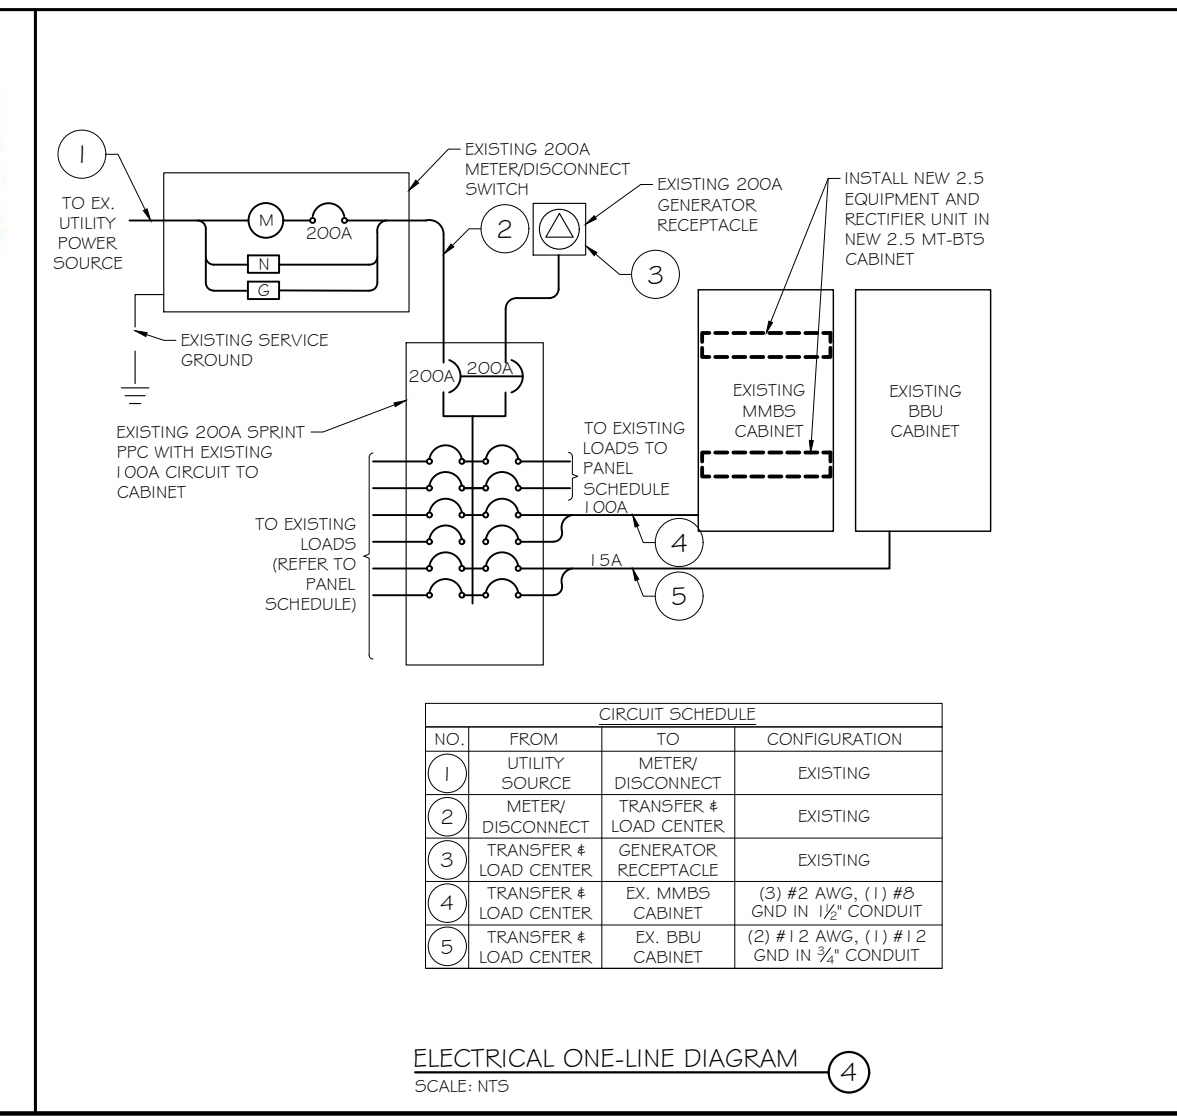 1
TO EX.
UTILITY
POWER
SOURCE
EXISTING 200A
METER/DISCONNECT
SWITCH
M
200A
N
G
2
EXISTING 200A
GENERATOR
RECEPTACLE
3
INSTALL NEW 2.5
EQUIPMENT AND
RECTIFIER UNIT IN
NEW 2.5 MT-BTS
CABINET
EXISTING SERVICE
GROUND
200A
200A
EXISTING
MMBS
CABINET
EXISTING
BBU
CABINET
EXISTING 200A SPRINT
PPC WITH EXISTING
100A CIRCUIT TO
CABINET
TO EXISTING
LOADS TO
PANEL
SCHEDULE
100A
4
TO EXISTING
LOADS
(REFER TO
PANEL
SCHEDULE)
15A
5
CIRCUIT SCHEDULE
NO. FROM TO CONFIGURATION
1 UTILITY SOURCE METER/ DISCONNECT EXISTING
2 METER/ DISCONNECT TRANSFER & LOAD CENTER EXISTING
3 TRANSFER & LOAD CENTER GENERATOR RECEPTACLE EXISTING
4 TRANSFER & LOAD CENTER EX. MMBS CABINET (3) #2 AWG, (1) #8 GND IN 1½" CONDUIT
5 TRANSFER & LOAD CENTER EX. BBU CABINET (2) #12 AWG, (1) #12 GND IN ¾" CONDUIT
ELECTRICAL ONE-LINE DIAGRAM
4
SCALE: NTS